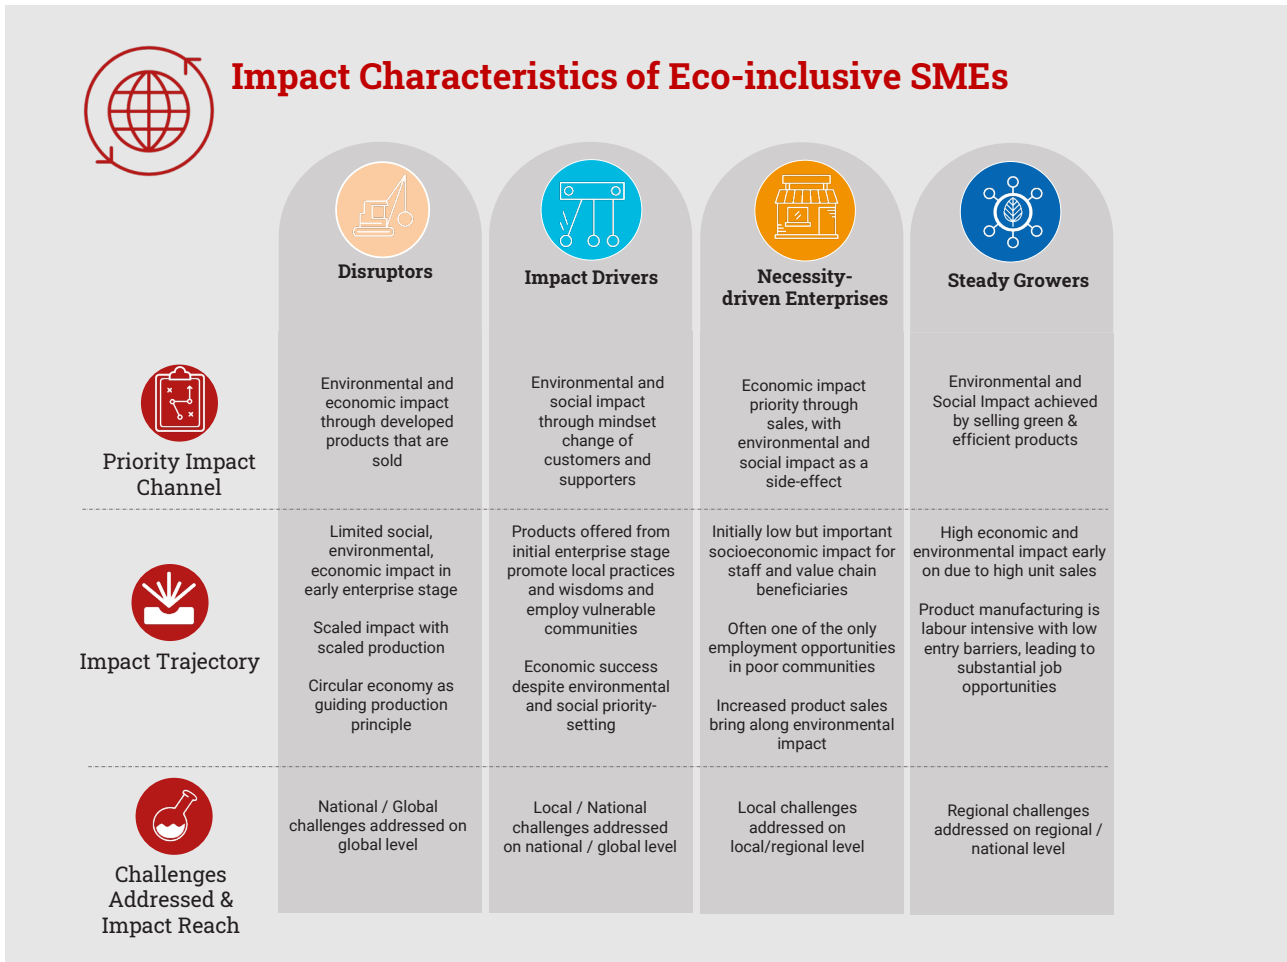 Impact Characteristics of Eco-inclusive SMEs
Disruptors
Impact Drivers
Necessity-
driven Enterprises
Steady Growers
Priority Impact
Channel
Environmental and
economic impact
through developed
products that are
sold
Environmental and
social impact
through mindset
change of
customers and
supporters
Economic impact
priority through
sales, with
environmental and
social impact as a
side-effect
Environmental and
Social Impact achieved
by selling green &
efficient products
Impact Trajectory
Limited social,
environmental,
economic impact in
early enterprise stage
Scaled impact with
scaled production
Circular economy as
guiding production
principle
Products offered from
initial enterprise stage
promote local practices
and wisdoms and
employ vulnerable
communities
Economic success
despite environmental
and social priority-
setting
Initially low but important
socioeconomic impact for
staff and value chain
beneficiaries
Often one of the only
employment opportunities
in poor communities
Increased product sales
bring along environmental
impact
High economic and
environmental impact early
on due to high unit sales
Product manufacturing is
labour intensive with low
entry barriers, leading to
substantial job
opportunities
Challenges
Addressed &
Impact Reach
National / Global
challenges addressed on
global level
Local / National
challenges addressed
on national / global level
Local challenges
addressed on
local/regional level
Regional challenges
addressed on regional /
national level